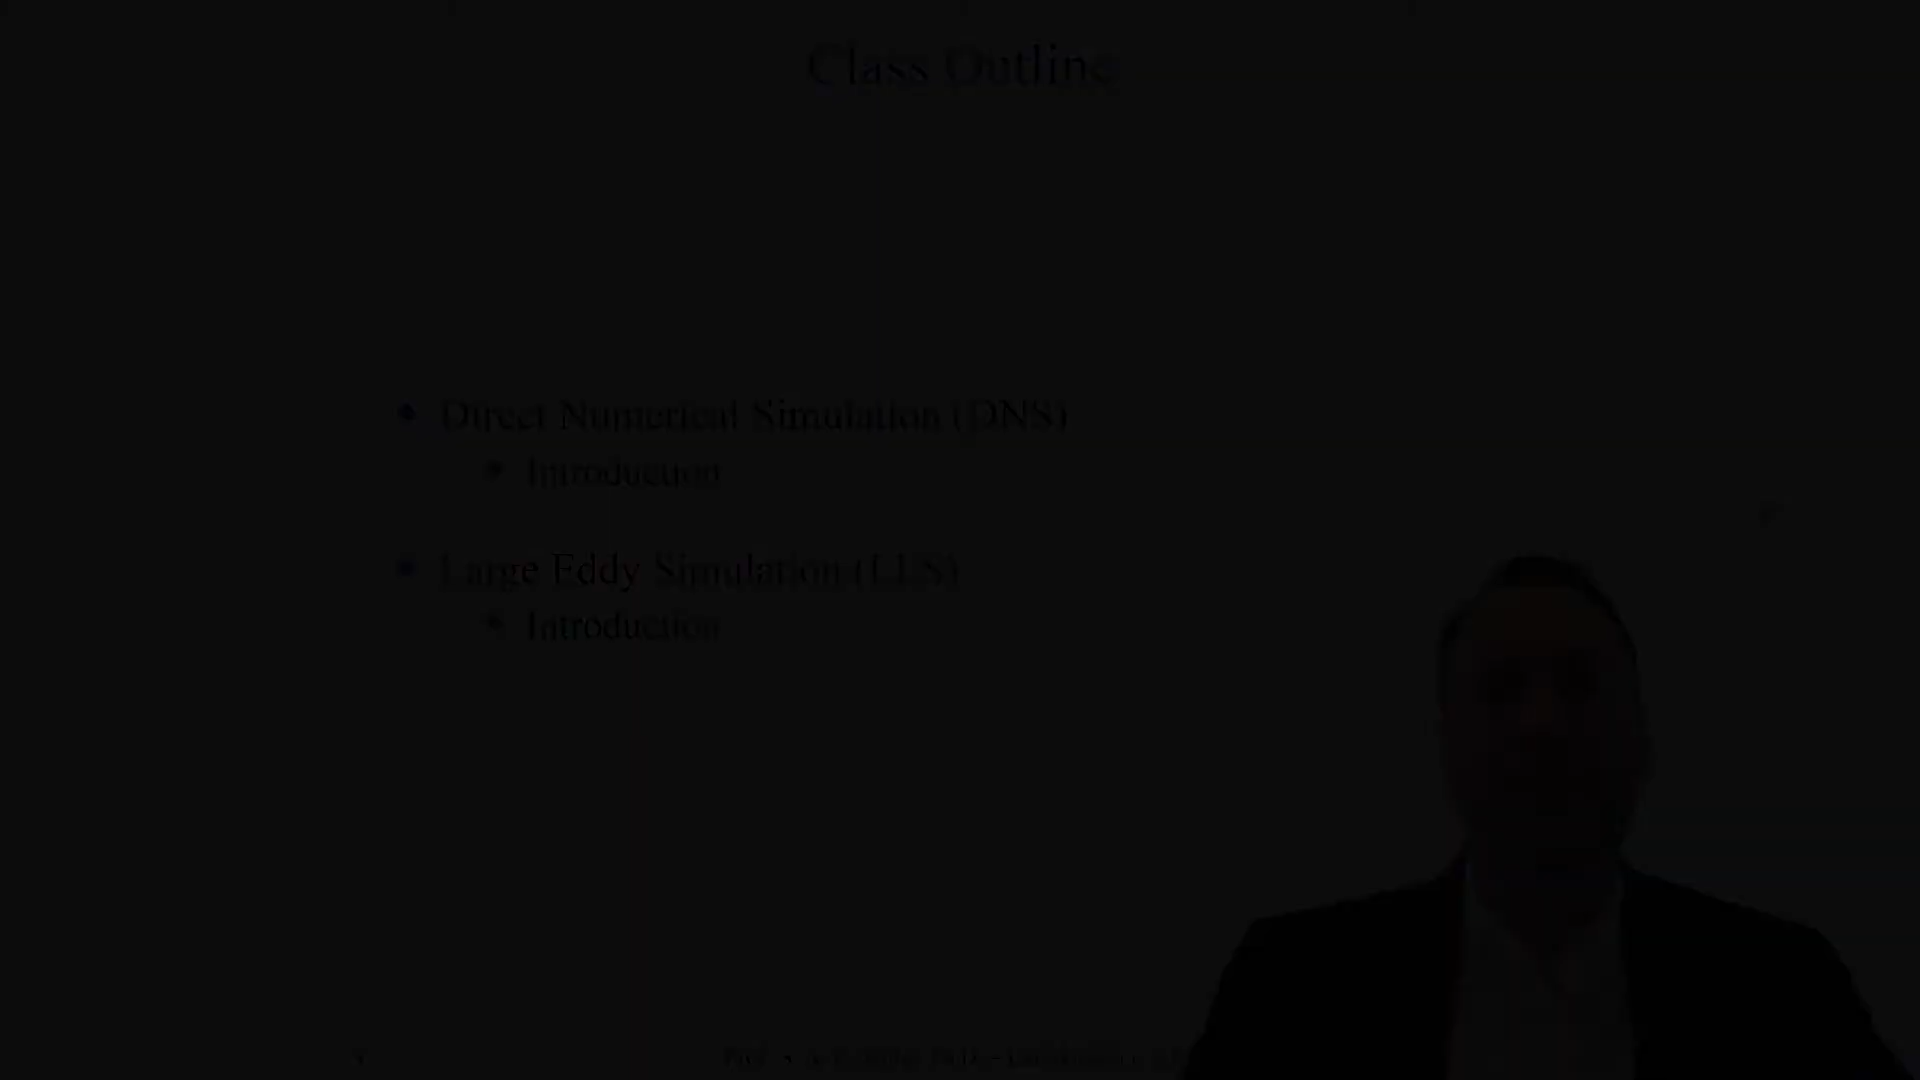 Class Outline
• Direct Numerical Simulation (DNS)
• Introduction
• Large Eddy Simulation (LES)
• Introduction